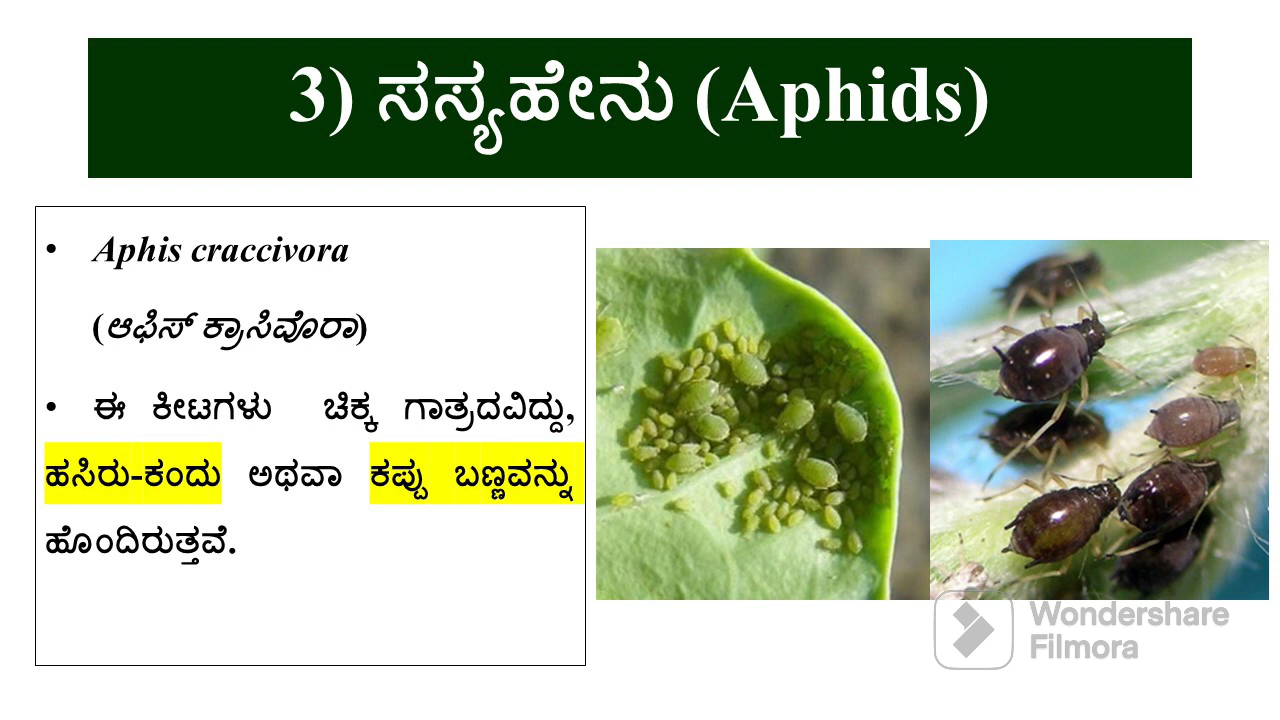 3) ಸಸ್ಯಹೇನು (Aphids)
• Aphis craccivora
(ಆಫಿಸ್ ಕ್ರಾಸಿವೊರಾ)
• ಈ ಕೀಟಗಳು ಚಿಕ್ಕ ಗಾತ್ರದವಿದ್ದು,
ಹಸಿರು-ಕಂದು ಅಥವಾ ಕಪ್ಪು ಬಣ್ಣವನ್ನು
ಹೊಂದಿರುತ್ತವೆ.
Wondershare
Filmora